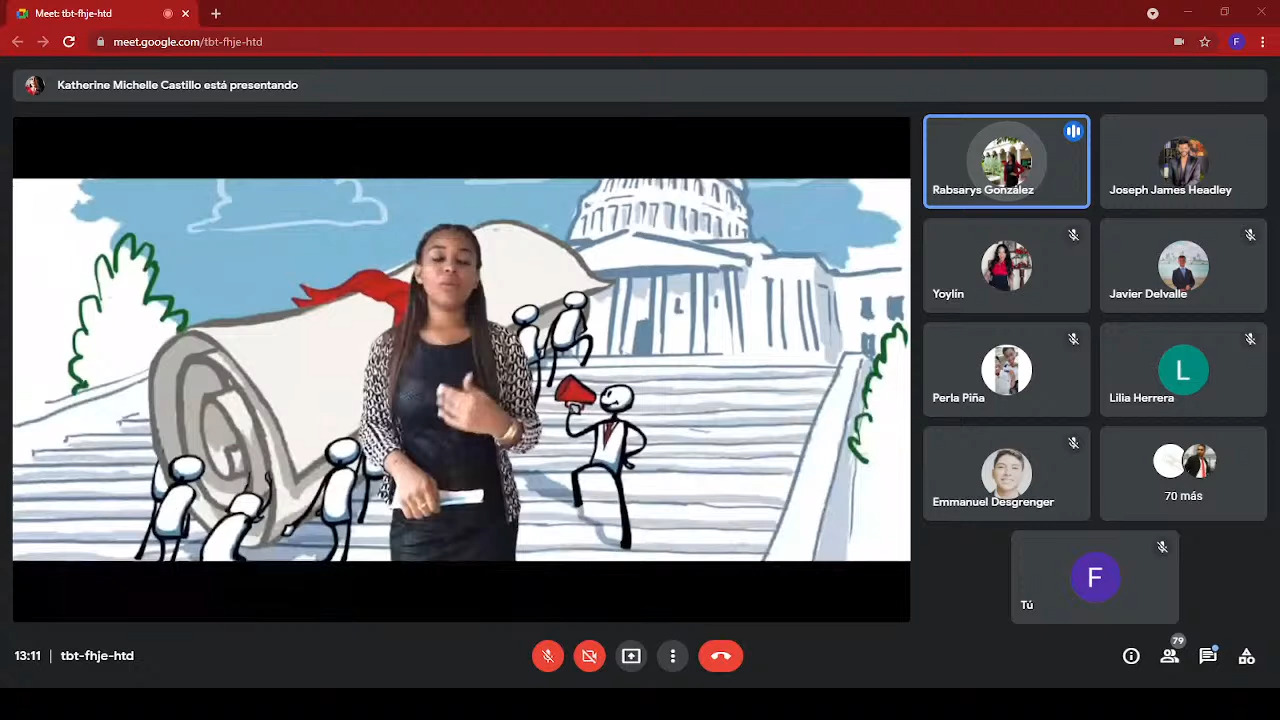 Meet: tbt-fhje-htd
meet.google.com/tbt-fhje-htd
F
Katherine Michelle Castillo está presentando
Rabsarys González
Joseph James Headley
Yoylín
Javier Delvalle
Perla Piña
L
Lilia Herrera
Emmanuel Desgrenger
70 más
F
Tú
13:11 | tbt-fhje-htd
79